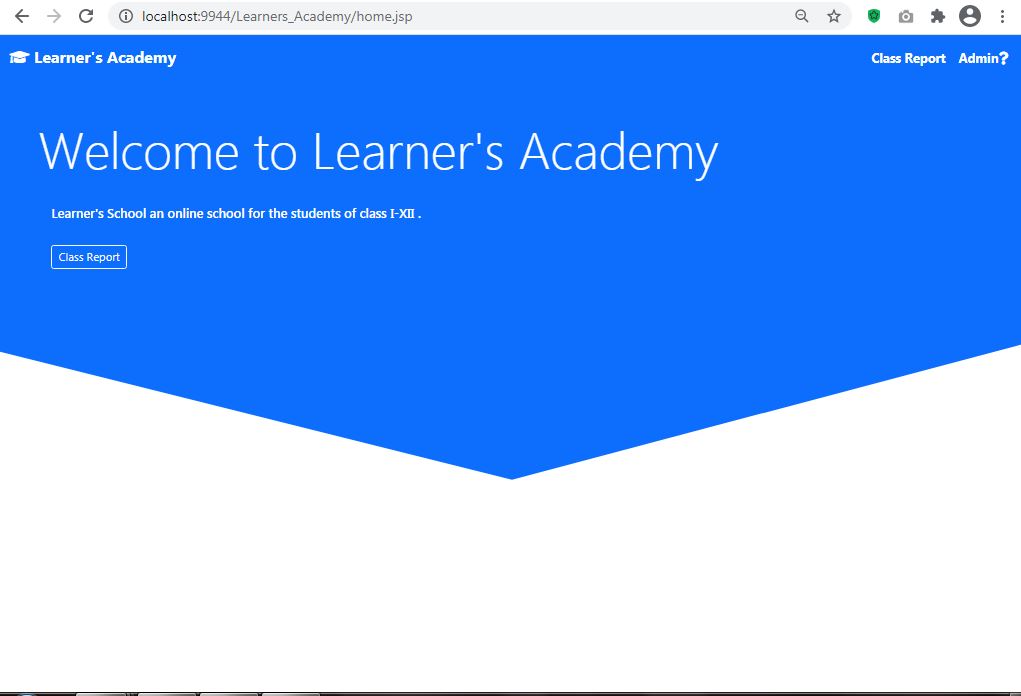 localhost:9944/Learners_Academy/home.jsp
Learner's Academy
Class Report Admin?
Welcome to Learner's Academy
Learner's School an online school for the students of class I-XII .
Class Report